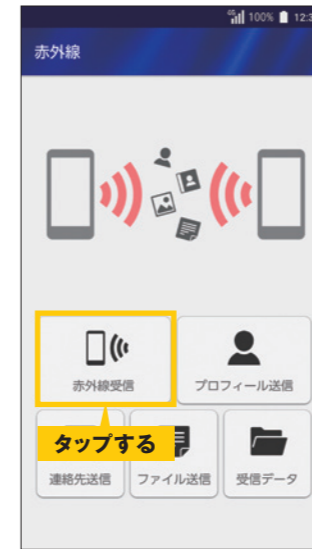 4G 100% 12:3
赤外線
赤外線受信
プロフィール送信
タップする
連絡先送信
ファイル送信
受信データ